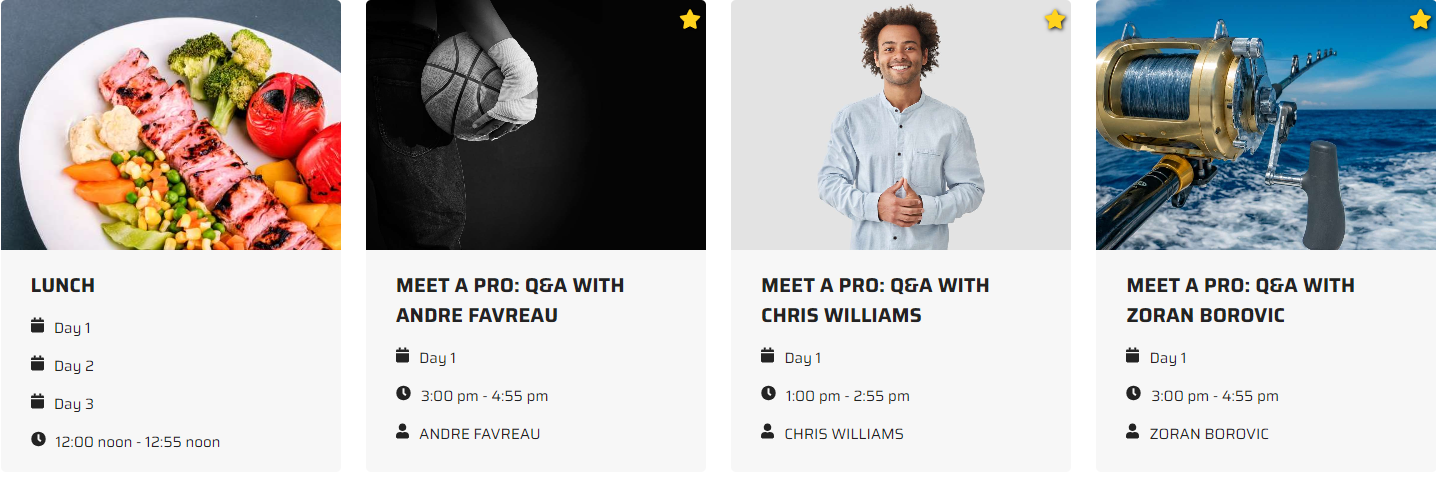 LUNCH
Day 1
Day 2
Day 3
12:00 noon - 12:55 noon
MEET A PRO: Q&A WITH
ANDRE FAVREAU
Day 1
3:00 pm - 4:55 pm
ANDRE FAVREAU
MEET A PRO: Q&A WITH
CHRIS WILLIAMS
Day 1
1:00 pm - 2:55 pm
CHRIS WILLIAMS
MEET A PRO: Q&A WITH
ZORAN BOROVIC
Day 1
3:00 pm - 4:55 pm
ZORAN BOROVIC